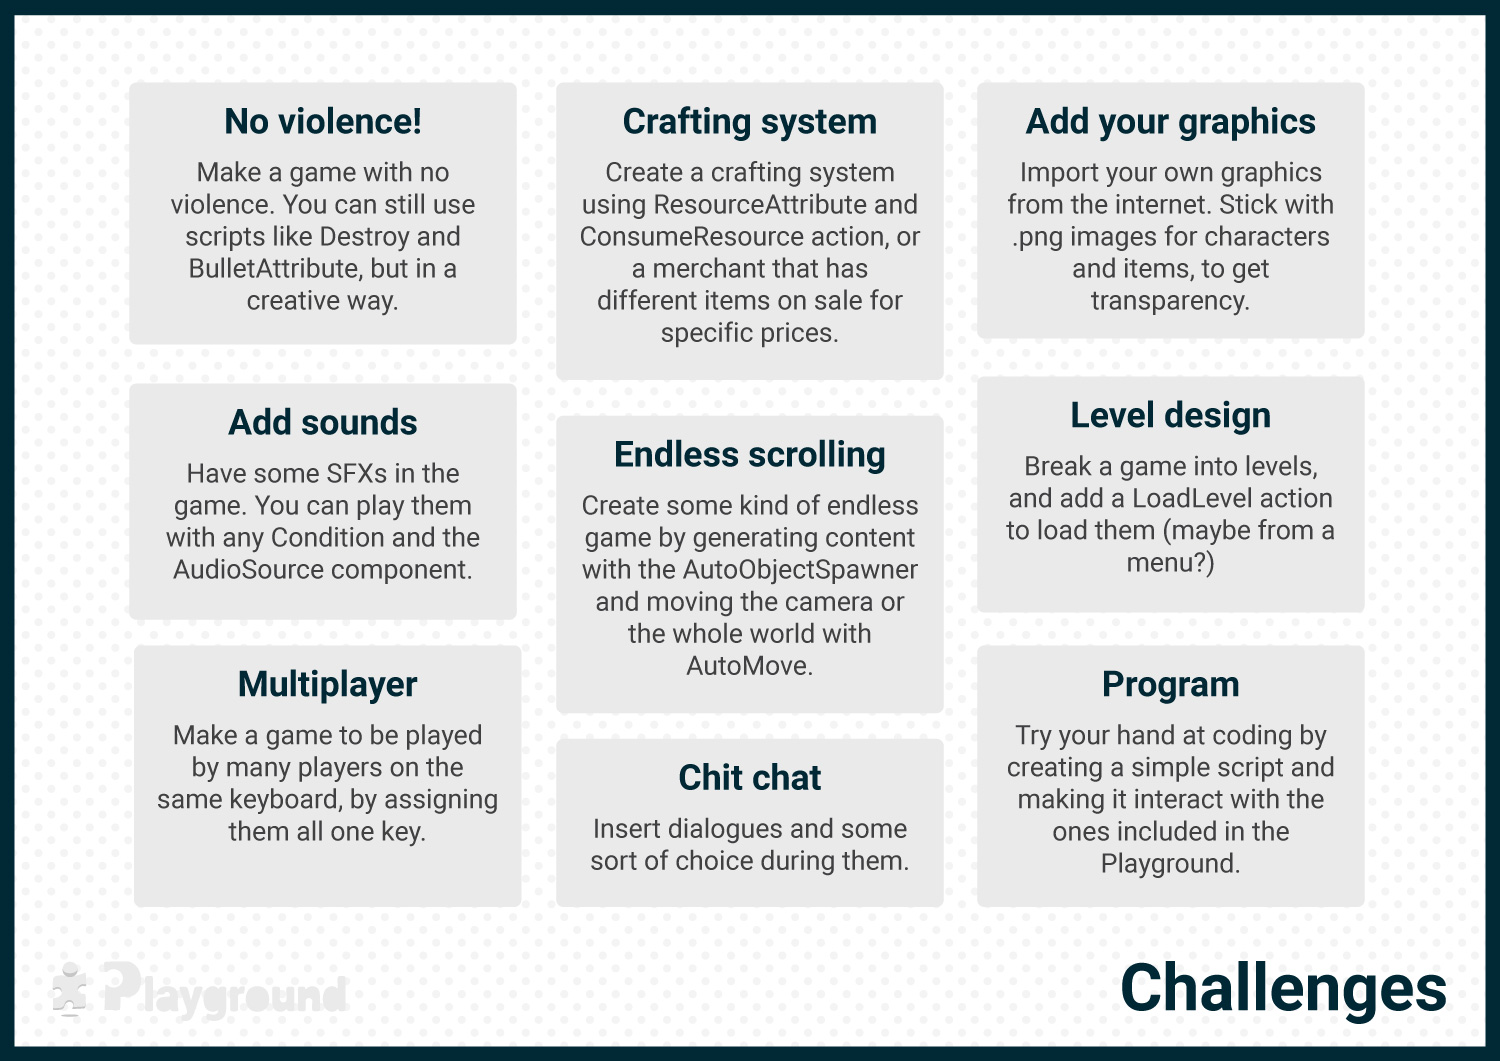 No violence!
Make a game with no
violence. You can still use
scripts like Destroy and
BulletAttribute, but in a
creative way.
Crafting system
Create a crafting system
using ResourceAttribute and
ConsumeResource action, or
a merchant that has
different items on sale for
specific prices.
Add your graphics
Import your own graphics
from the internet. Stick with
.png images for characters
and items, to get
transparency.
Add sounds
Have some SFXs in the
game. You can play them
with any Condition and the
AudioSource component.
Endless scrolling
Create some kind of endless
game by generating content
with the AutoObjectSpawner
and moving the camera or
the whole world with
AutoMove.
Level design
Break a game into levels,
and add a LoadLevel action
to load them (maybe from a
menu?)
Multiplayer
Make a game to be played
by many players on the
same keyboard, by assigning
them all one key.
Chit chat
Insert dialogues and some
sort of choice during them.
Program
Try your hand at coding by
creating a simple script and
making it interact with the
ones included in the
Playground.
Playground
Challenges